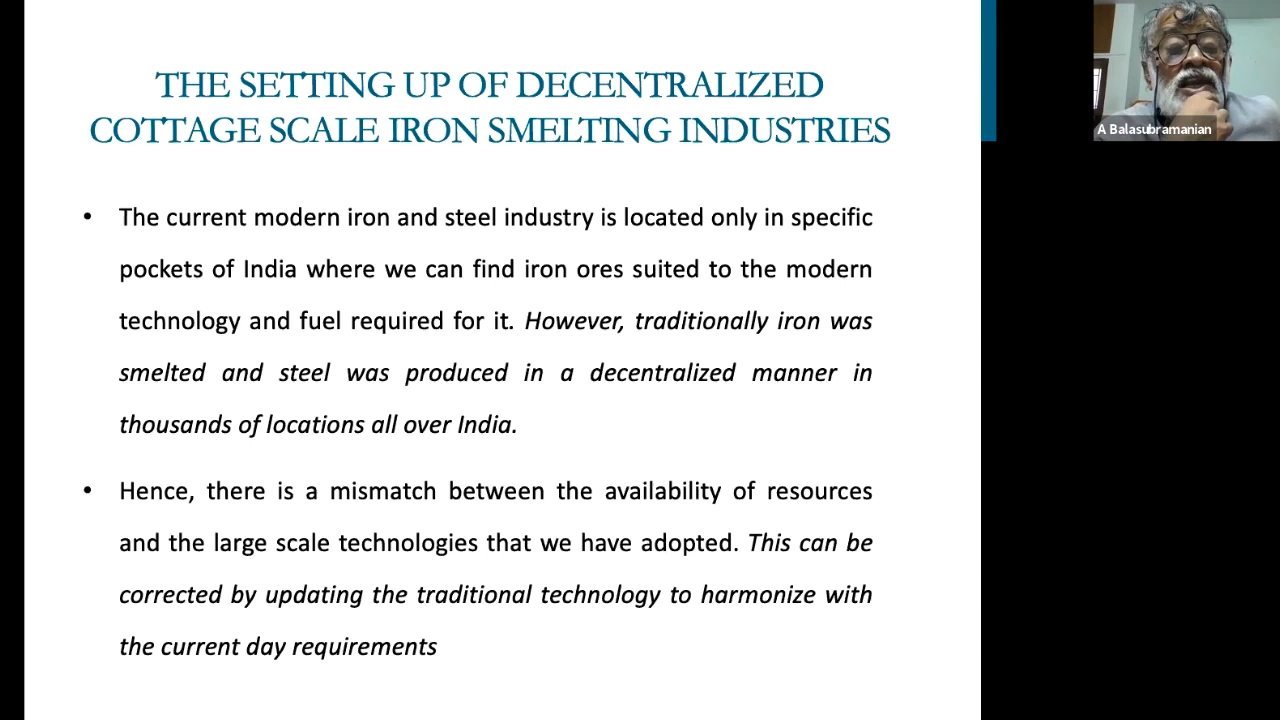 THE SETTING UP OF DECENTRALIZED
COTTAGE SCALE IRON SMELTING INDUSTRIES
A Balasubramanian
• The current modern iron and steel industry is located only in specific
pockets of India where we can find iron ores suited to the modern
technology and fuel required for it. However, traditionally iron was
smelted and steel was produced in a decentralized manner in
thousands of locations all over India.
• Hence, there is a mismatch between the availability of resources
and the large scale technologies that we have adopted. This can be
corrected by updating the traditional technology to harmonize with
the current day requirements